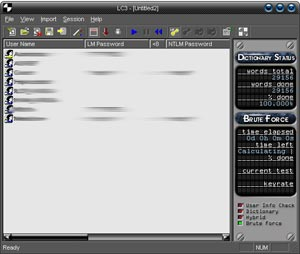 LC3 - [Untitled2]
File View Import Session Help
User Name LM Password <8 NTLM Password
DICTIONARY STATUS
words total
29156
words done
29156
% done
100.000%
BRUTE FORCE
time elapsed
0d 0h 0m
time left
Calculating
% done
current test
keyrate
User Info Check
Dictionary
Hybrid
Brute Force
Ready
NUM